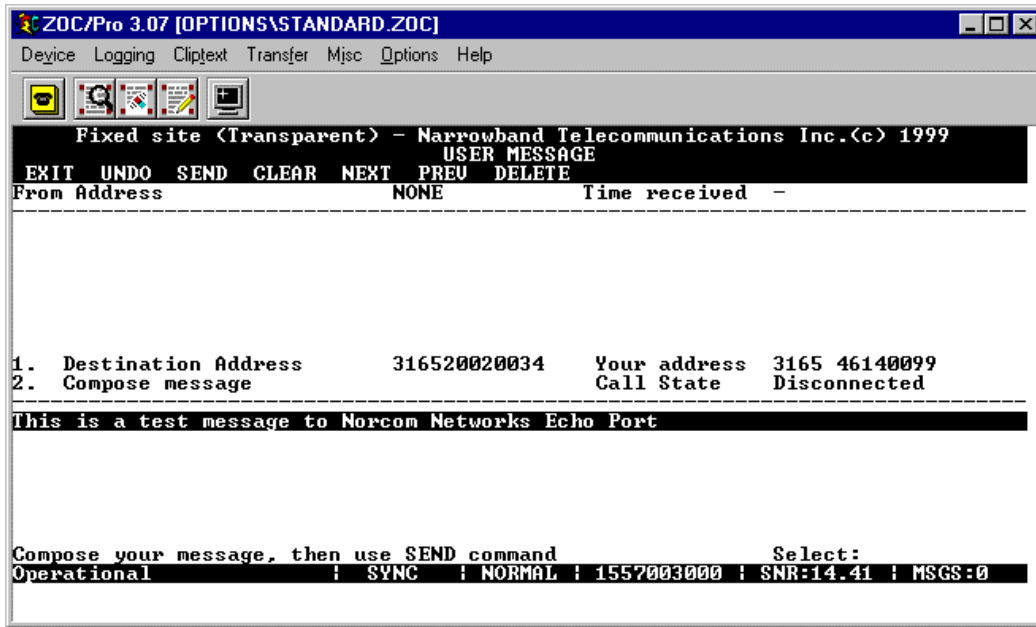 ZOC/Pro 3.07 [OPTIONS\STANDARD.ZOC]
Device Logging Cliptext Transfer Misc Options Help
Fixed site (Transparent) - Narrowband Telecommunications Inc.(c) 1999
USER MESSAGE
EXIT UNDO SEND CLEAR NEXT PREV DELETE
From Address NONE Time received -
1. Destination Address 316520020034 Your address 3165 46140099
2. Compose message Call State Disconnected
This is a test message to Norcom Networks Echo Port
Compose your message, then use SEND command Select:
Operational ¦ SYNC ¦ NORMAL ¦ 1557003000 ¦ SNR:14.41 ¦ MSGS:0